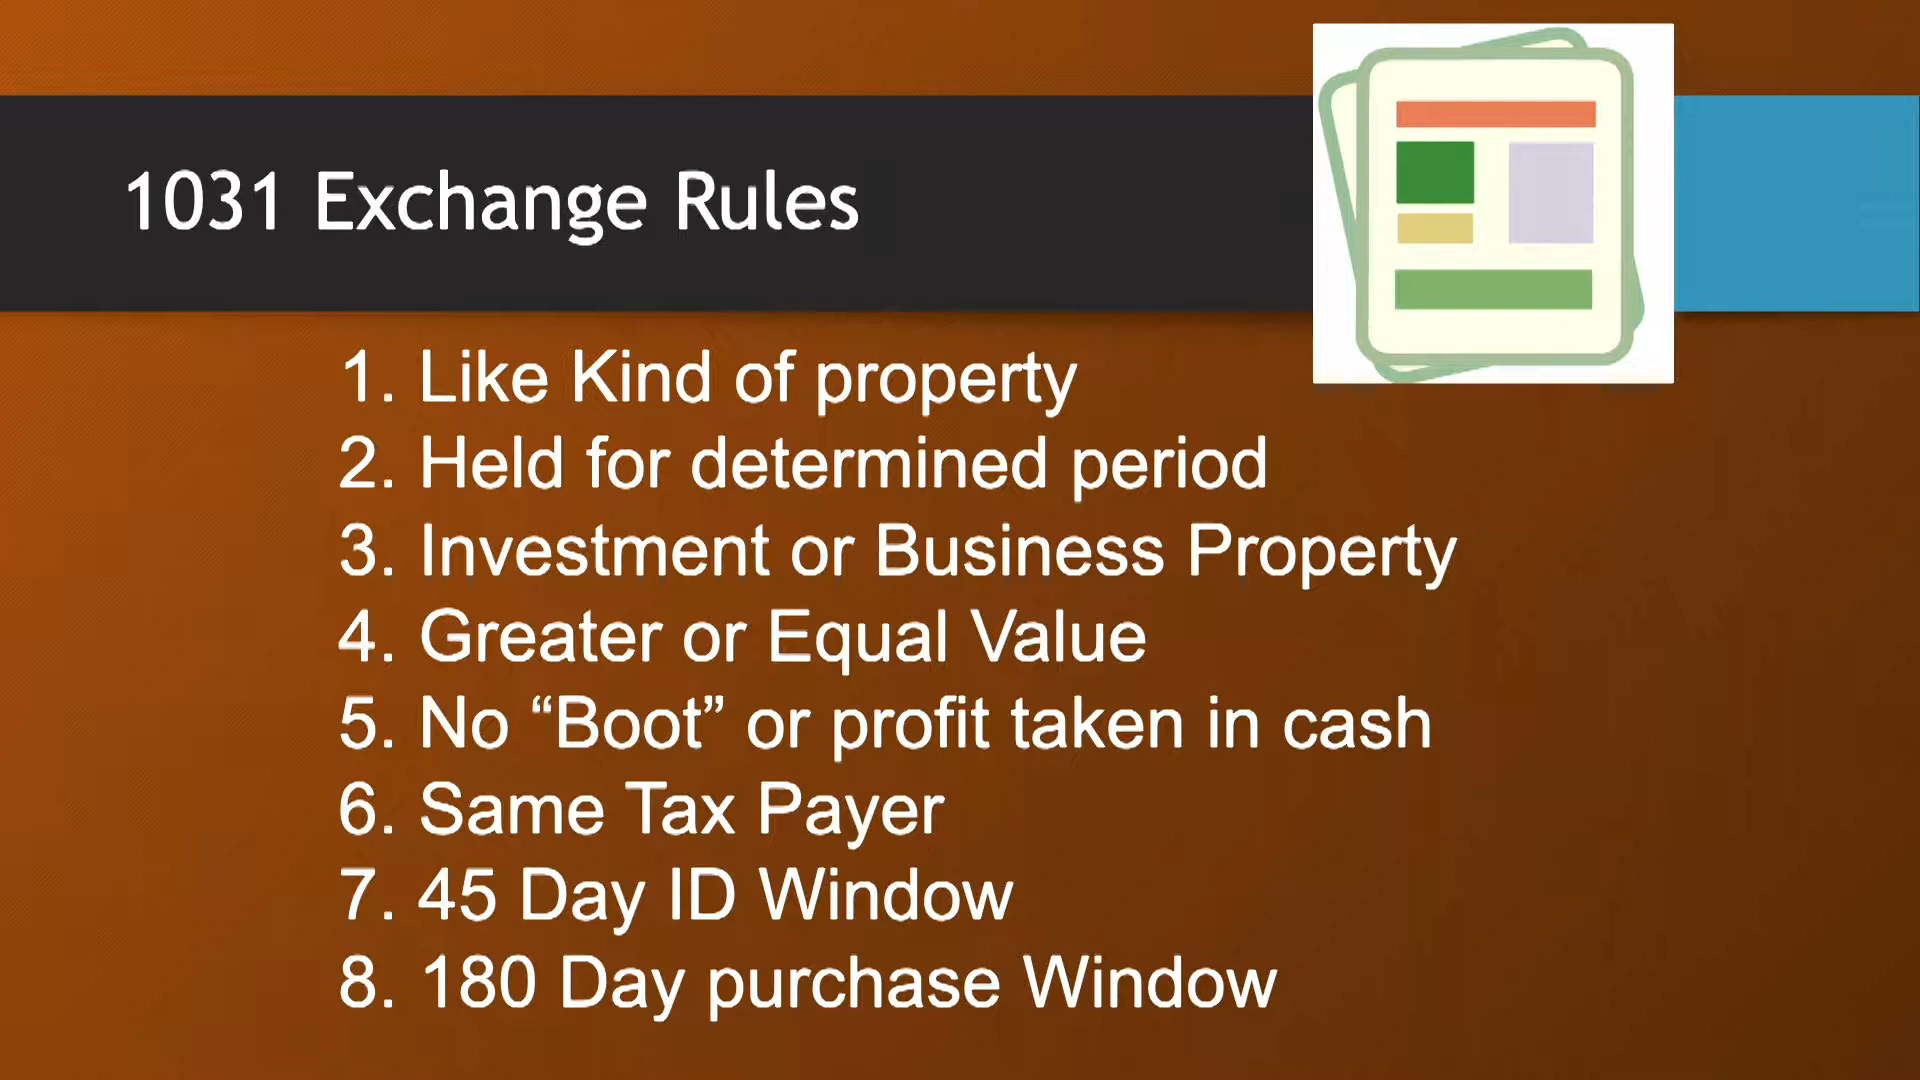 1031 Exchange Rules
1. Like Kind of property
2. Held for determined period
3. Investment or Business Property
4. Greater or Equal Value
5. No “Boot” or profit taken in cash
6. Same Tax Payer
7. 45 Day ID Window
8. 180 Day purchase Window